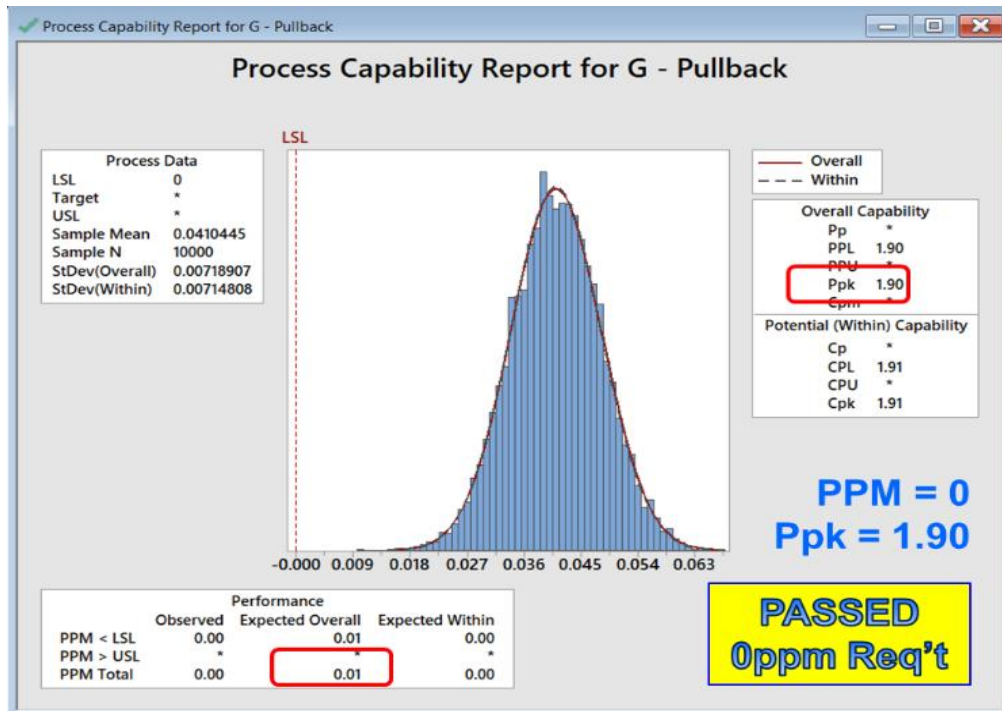 Process Capability Report for G - Pullback
Process Capability Report for G - Pullback
LSL
Process Data
LSL 0
Target *
USL *
Sample Mean 0.0410445
Sample N 10000
StDev(Overall) 0.00718907
StDev(Within) 0.00714808
Overall
Within
Overall Capability
Pp *
PPL 1.90
PPU *
Ppk 1.90
Cpm *
Potential (Within) Capability
Cp *
CPL 1.91
CPU *
Cpk 1.91
-0.000 0.009 0.018 0.027 0.036 0.045 0.054 0.063
PPM = 0
Ppk = 1.90
Performance
Observed Expected Overall Expected Within
PPM < LSL 0.00 0.01 0.00
PPM > USL * * *
PPM Total 0.00 0.01 0.00
PASSED
0ppm Req't